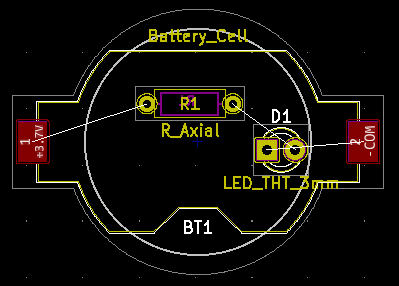 Battery_Cell
R1
R_Axial
D1
1
+3.7V
2
-COM
LED_THT_3mm
BT1